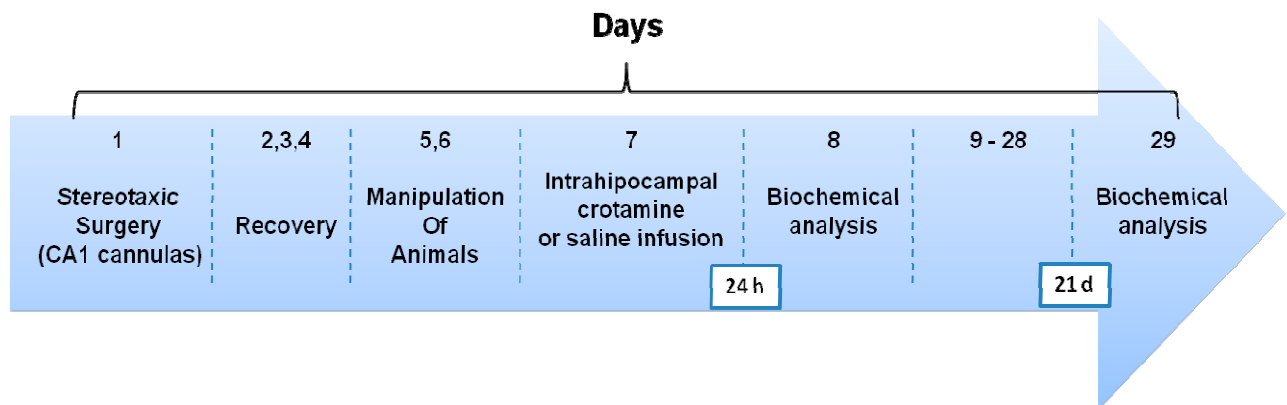 Days
1
Stereotaxic
Surgery
(CA1 cannulas)
2,3,4
Recovery
5,6
Manipulation
Of
Animals
7
Intrahipocampal
crotamine
or saline infusion
24 h
8
Biochemical
analysis
9 - 28
21 d
29
Biochemical
analysis